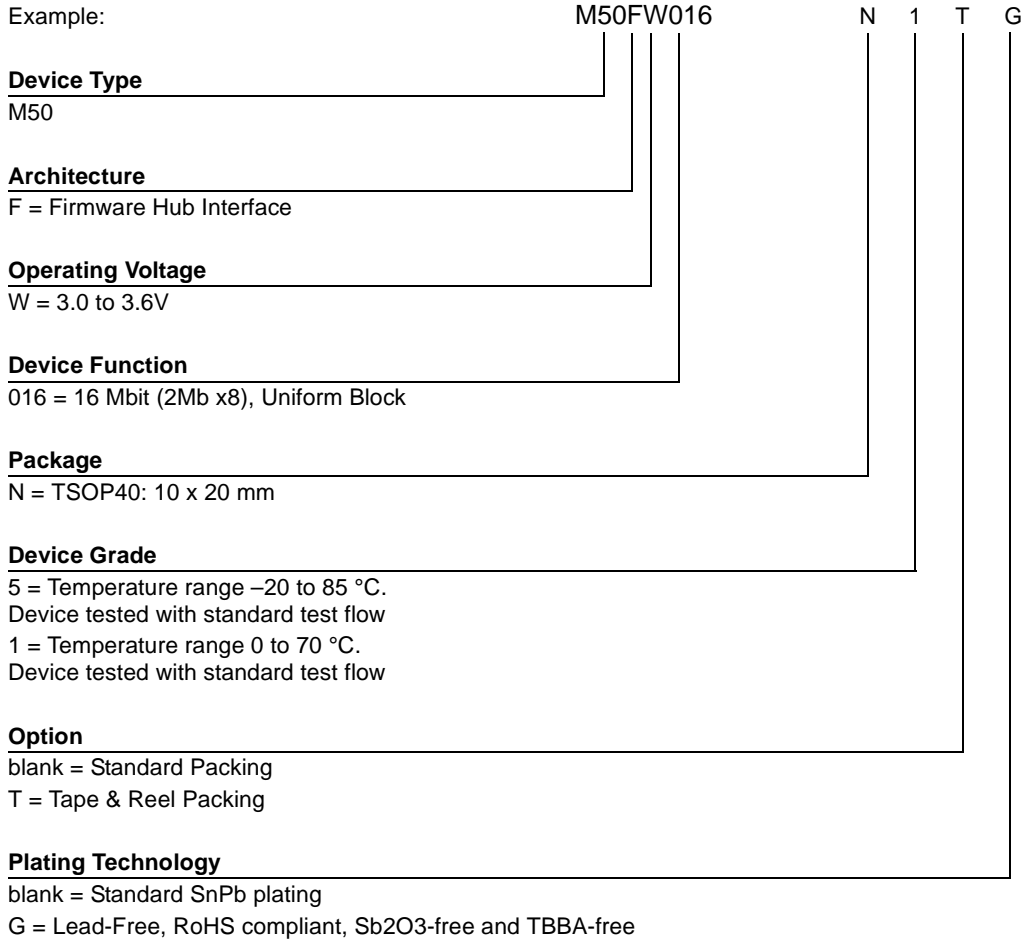 Example: M50FW016 N 1 T G
Device Type
M50
Architecture
F = Firmware Hub Interface
Operating Voltage
W = 3.0 to 3.6V
Device Function
016 = 16 Mbit (2Mb x8), Uniform Block
Package
N = TSOP40: 10 x 20 mm
Device Grade
5 = Temperature range –20 to 85 °C.
Device tested with standard test flow
1 = Temperature range 0 to 70 °C.
Device tested with standard test flow
Option
blank = Standard Packing
T = Tape & Reel Packing
Plating Technology
blank = Standard SnPb plating
G = Lead-Free, RoHS compliant, Sb2O3-free and TBBA-free